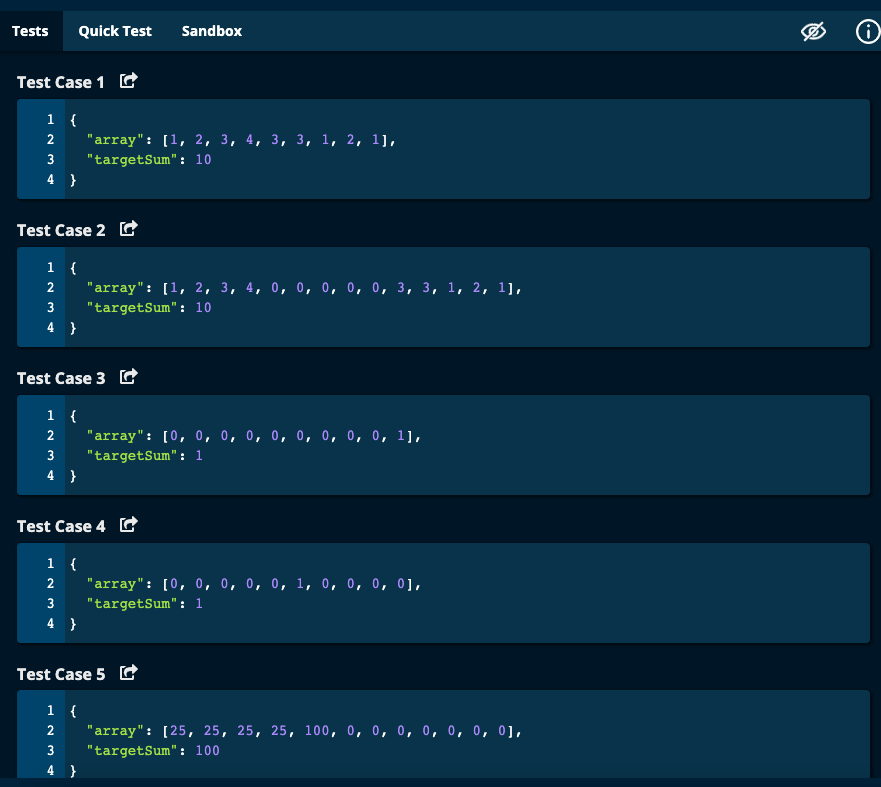 Tests Quick Test Sandbox
Test Case 1
1 {
2 "array": [1, 2, 3, 4, 3, 3, 1, 2, 1],
3 "targetSum": 10
4 }
Test Case 2
1 {
2 "array": [1, 2, 3, 4, 0, 0, 0, 0, 0, 3, 3, 1, 2, 1],
3 "targetSum": 10
4 }
Test Case 3
1 {
2 "array": [0, 0, 0, 0, 0, 0, 0, 0, 0, 1],
3 "targetSum": 1
4 }
Test Case 4
1 {
2 "array": [0, 0, 0, 0, 0, 1, 0, 0, 0, 0],
3 "targetSum": 1
4 }
Test Case 5
1 {
2 "array": [25, 25, 25, 25, 100, 0, 0, 0, 0, 0, 0, 0],
3 "targetSum": 100
4 }